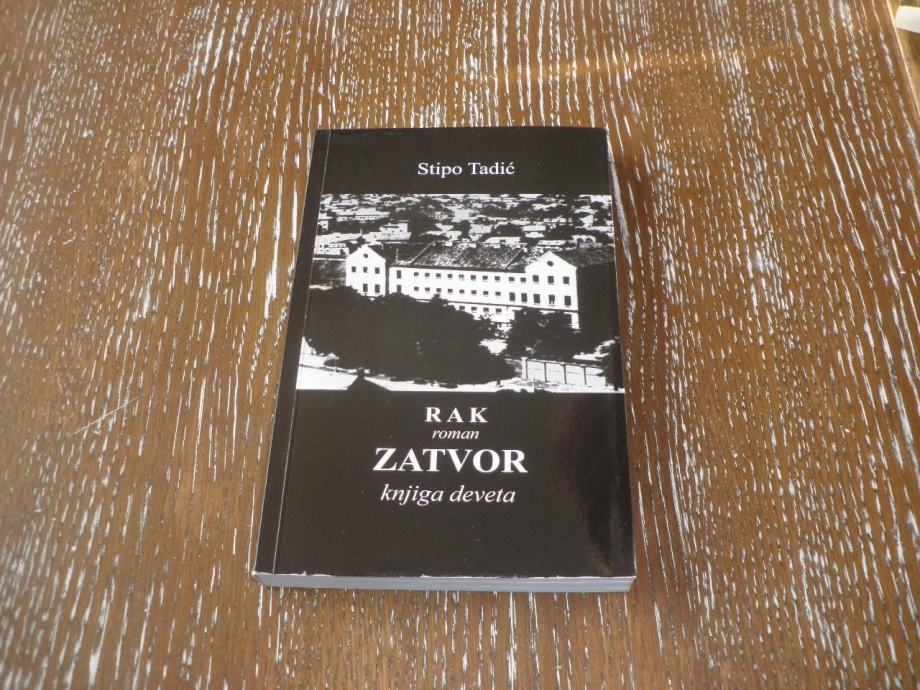 Stipo Tadić
RAK
roman
ZATVOR
knjiga deveta